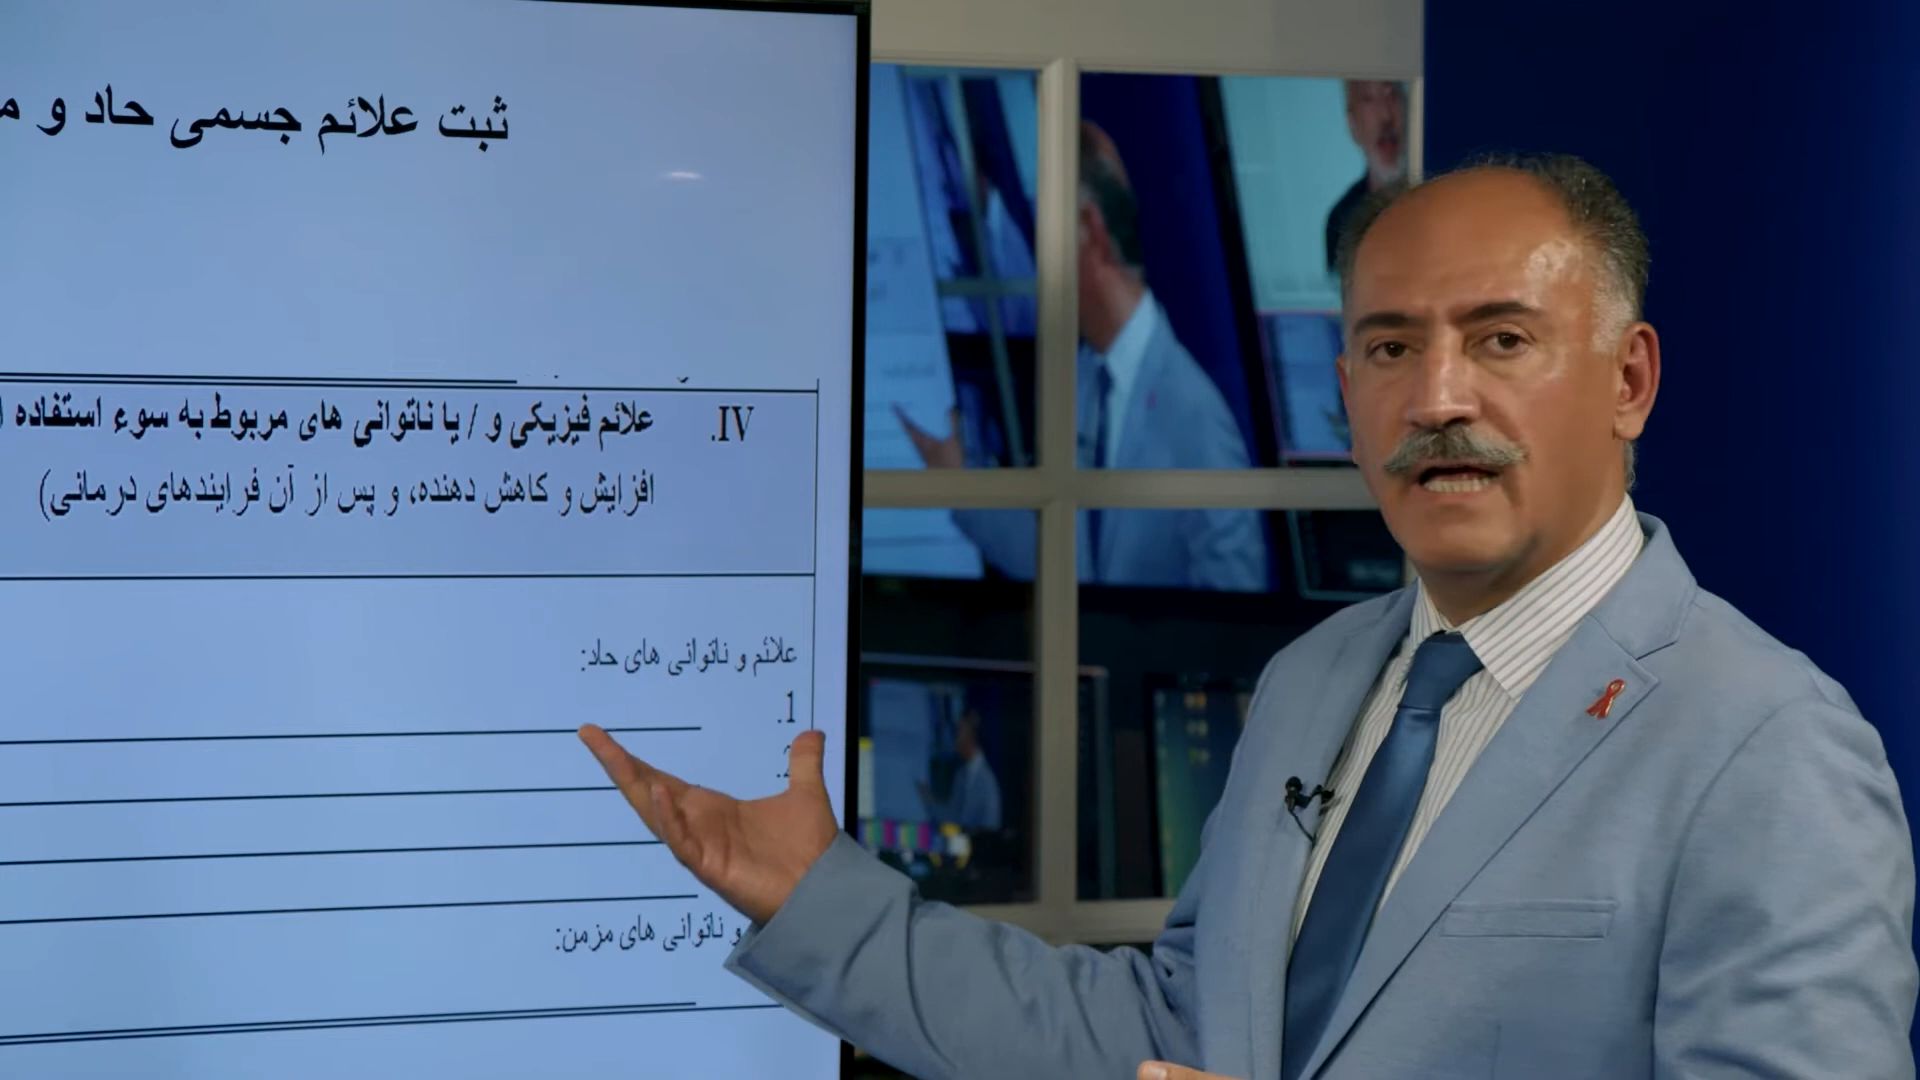 ثبت علائم جسمی حاد و
IV. علائم فیزیکی و / یا ناتوانی های مربوط به سوء استفاده
افزایش و کاهش دهنده، و پس از آن فرایندهای درمانی)
علائم و ناتوانی های حاد:
1.
2.
و ناتوانی های مزمن: